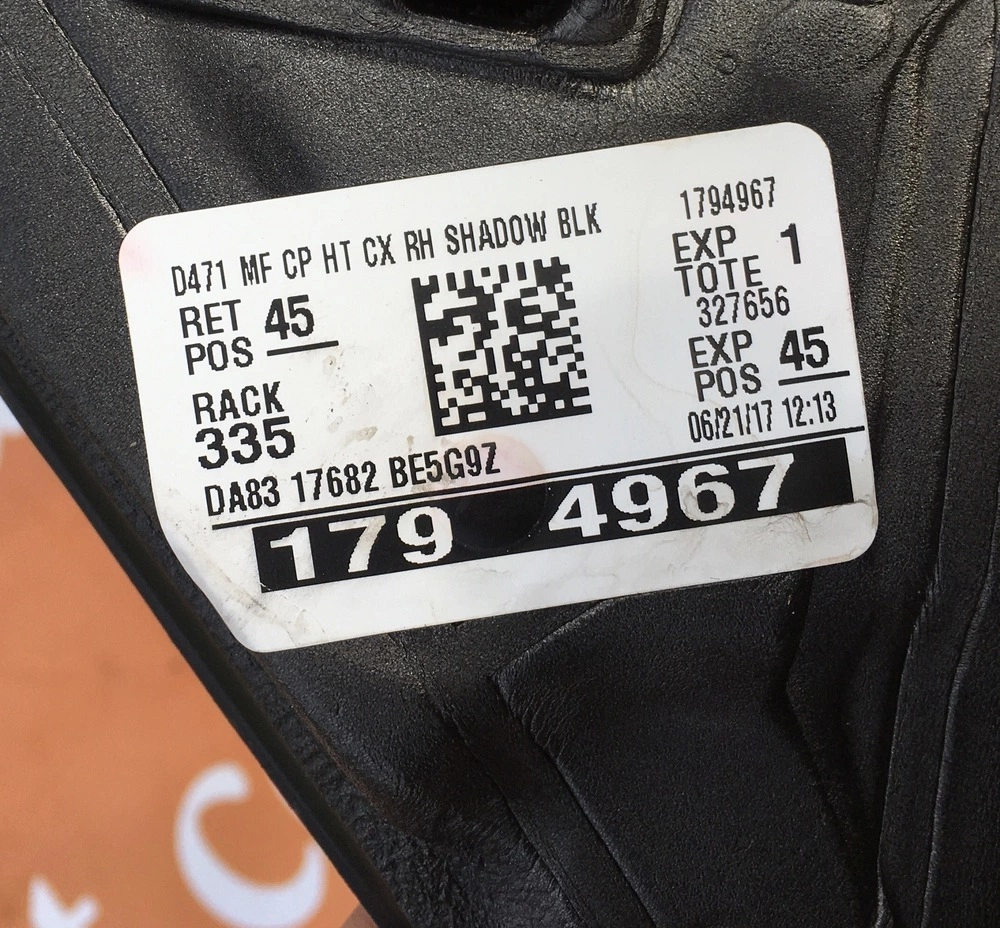 D471 MF CP HT CX RH SHADOW BLK
RET POS 45
RACK
335
DA83 17682 BE5G9Z
1794967
EXP TOTE 1
327656
EXP POS 45
06/21/17 12:13
179 4967